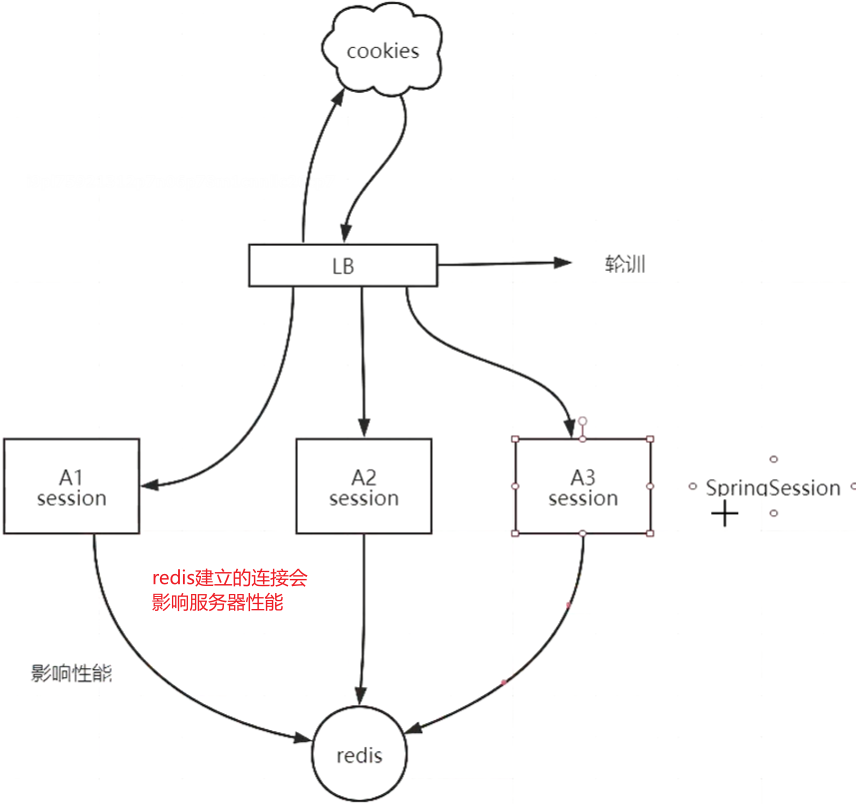 cookies
LB
轮训
A1
session
A2
session
A3
session
SpringSession
redis建立的连接会
影响服务器性能
影响性能
redis